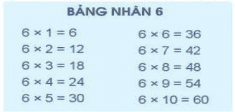 BẢNG NHÂN 6
6 × 1 = 6
6 × 2 = 12
6 × 3 = 18
6 × 4 = 24
6 × 5 = 30
6 × 6 = 36
6 × 7 = 42
6 × 8 = 48
6 × 9 = 54
6 × 10 = 60